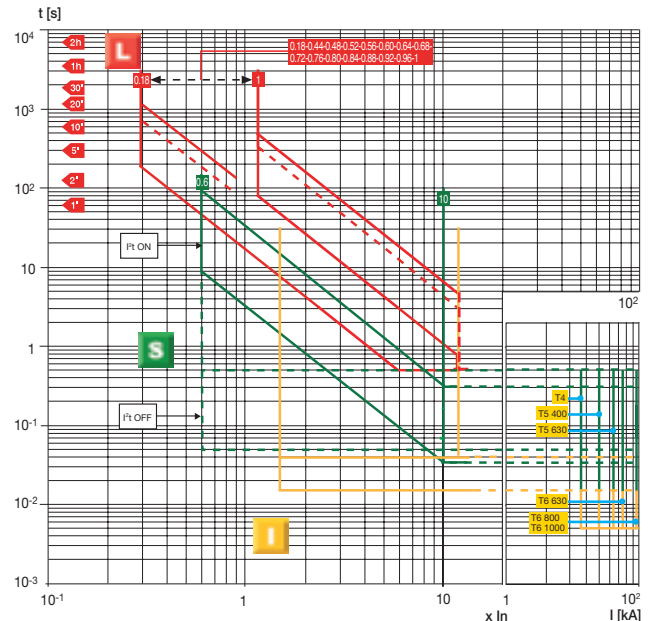 t [s]
10⁴
2h
L
0.18-0.44-0.48-0.52-0.56-0.60-0.64-0.68-
0.72-0.76-0.80-0.84-0.88-0.92-0.96-1
1h
0.18
1
30'
10³
20'
10'
5'
10²
2'
0.6
10
1'
I²t ON
10
10²
1
S
T4
I²t OFF
T5 400
10⁻¹
T5 630
10⁻²
T6 630
T6 800
T6 1000
I
10⁻³
10⁻¹
1
10
1
10²
x In
I [kA]